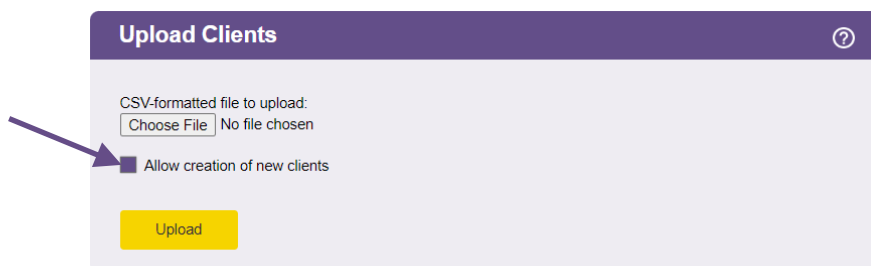 Upload Clients
?
CSV-formatted file to upload:
Choose File No file chosen
Allow creation of new clients
Upload